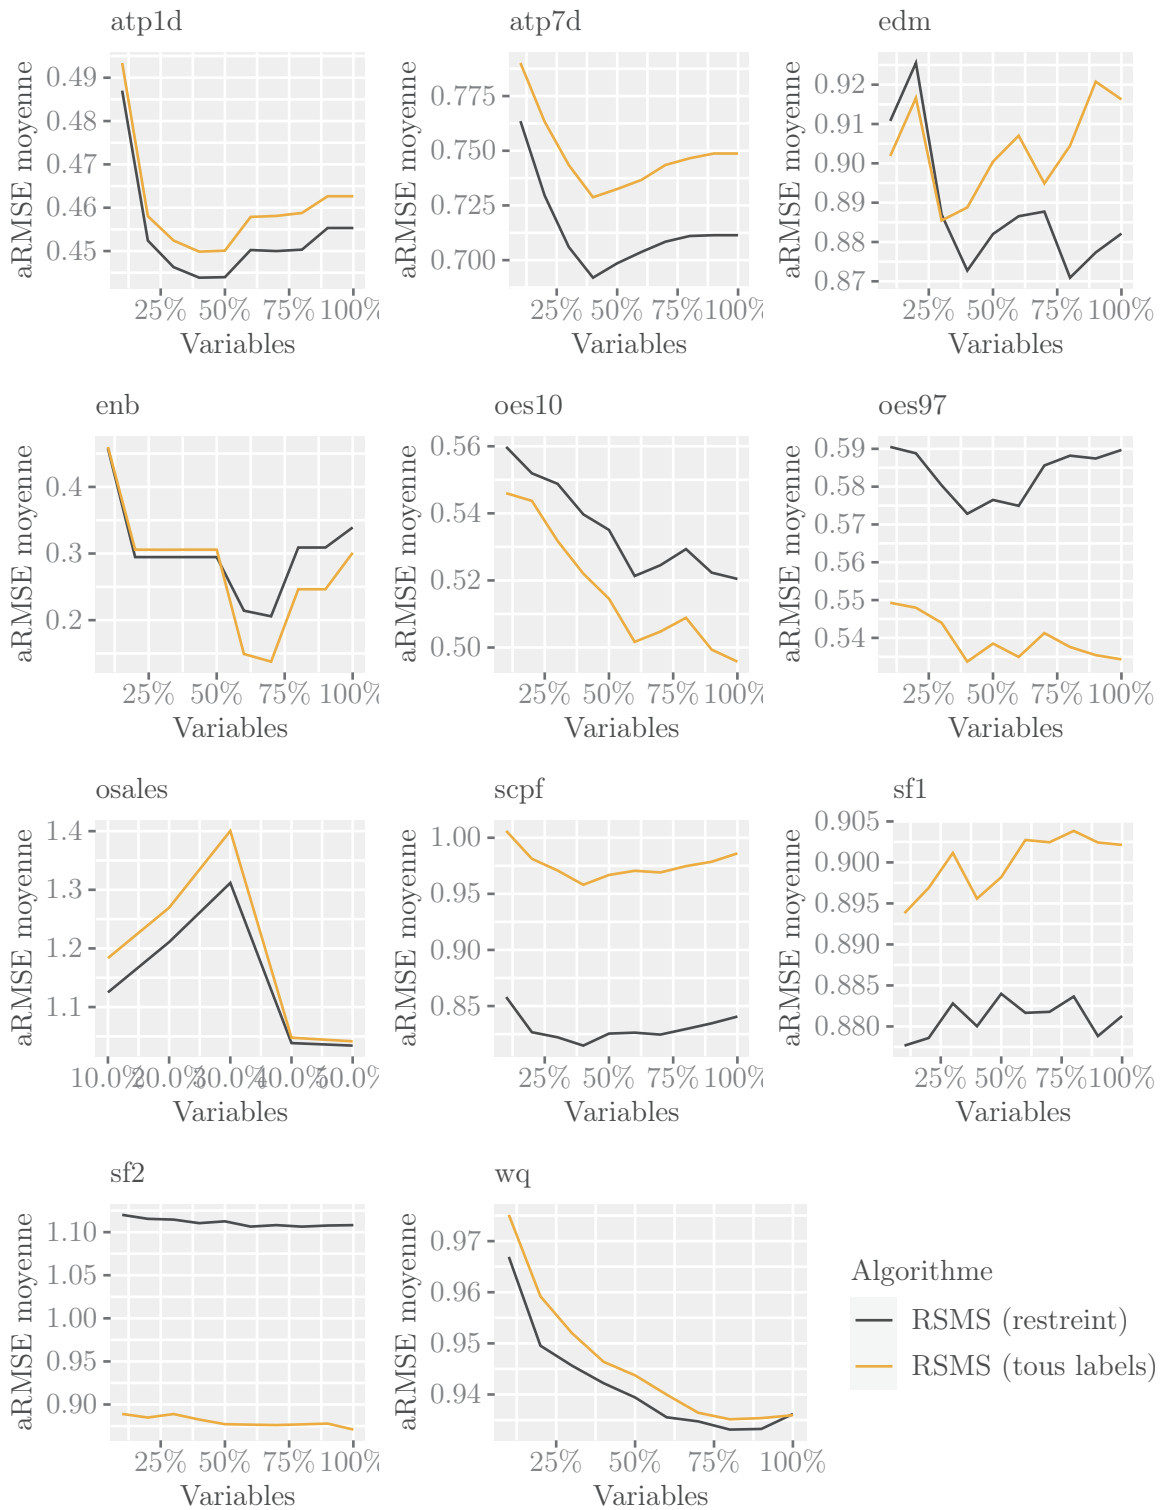 atp1d
aRMSE moyenne
0.49
0.48
0.47
0.46
0.45
25% 50% 75% 100%
Variables
atp7d
aRMSE moyenne
0.775
0.750
0.725
0.700
25% 50% 75% 100%
Variables
edm
aRMSE moyenne
0.92
0.91
0.90
0.89
0.88
0.87
25% 50% 75% 100%
Variables
enb
aRMSE moyenne
0.4
0.3
0.2
25% 50% 75% 100%
Variables
oes10
aRMSE moyenne
0.56
0.54
0.52
0.50
25% 50% 75% 100%
Variables
oes97
aRMSE moyenne
0.59
0.58
0.57
0.56
0.55
0.54
25% 50% 75% 100%
Variables
osales
aRMSE moyenne
1.4
1.3
1.2
1.1
10.0% 20.0% 30.0% 40.0% 50.0%
Variables
scpf
aRMSE moyenne
1.00
0.95
0.90
0.85
25% 50% 75% 100%
Variables
sf1
aRMSE moyenne
0.905
0.900
0.895
0.890
0.885
0.880
25% 50% 75% 100%
Variables
sf2
aRMSE moyenne
1.10
1.05
1.00
0.95
0.90
25% 50% 75% 100%
Variables
wq
aRMSE moyenne
0.97
0.96
0.95
0.94
25% 50% 75% 100%
Variables
Algorithme
RSMS (restreint)
RSMS (tous labels)